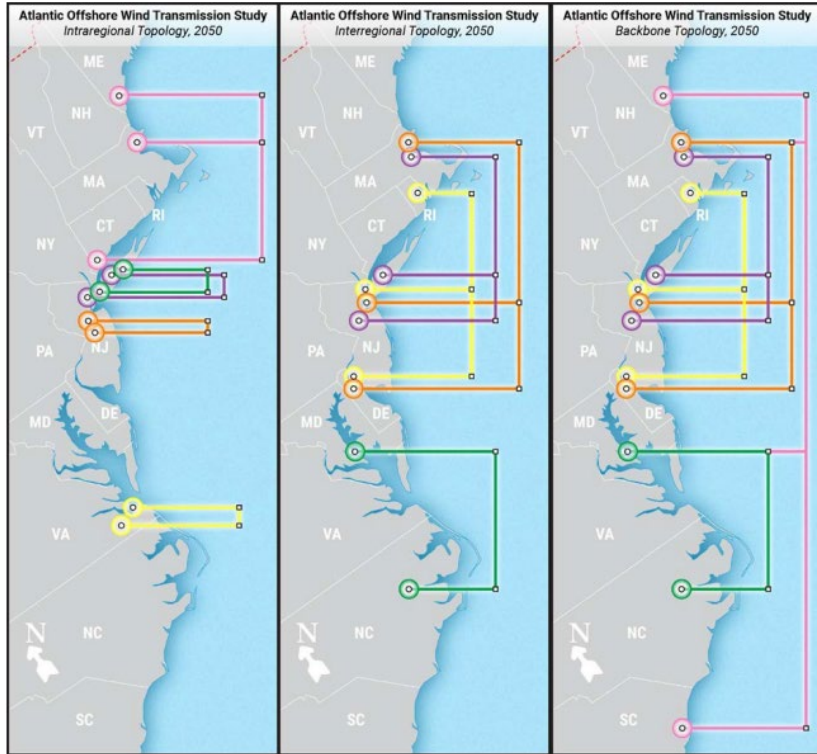 Atlantic Offshore Wind Transmission Study
Intraregional Topology, 2050
ME
NH
VT
MA
CT
RI
NY
PA
NJ
MD
DE
VA
N
NC
SC
Atlantic Offshore Wind Transmission Study
Interregional Topology, 2050
ME
NH
VT
MA
CT
RI
NY
PA
NJ
MD
DE
VA
N
NC
SC
Atlantic Offshore Wind Transmission Study
Backbone Topology, 2050
ME
NH
VT
MA
CT
RI
NY
PA
NJ
MD
DE
VA
N
NC
SC